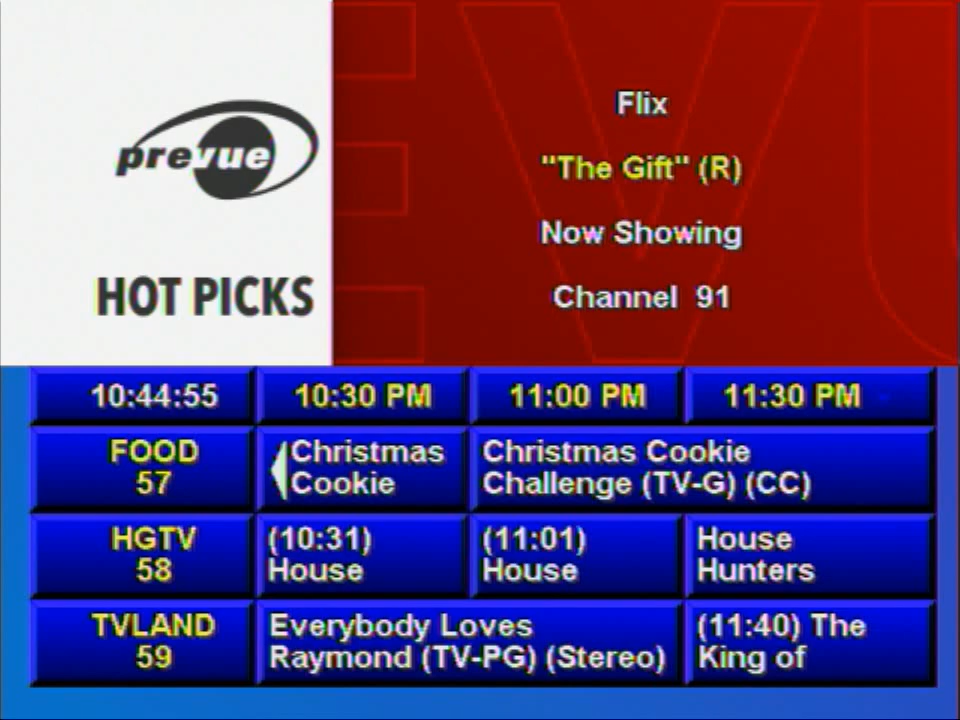 prevue
HOT PICKS
Flix
"The Gift" (R)
Now Showing
Channel 91
10:44:55 10:30 PM 11:00 PM 11:30 PM
FOOD
57
Christmas
Cookie
Christmas Cookie
Challenge (TV-G) (CC)
HGTV
58
(10:31)
House
(11:01)
House
House
Hunters
TVLAND
59
Everybody Loves
Raymond (TV-PG) (Stereo)
(11:40) The
King of